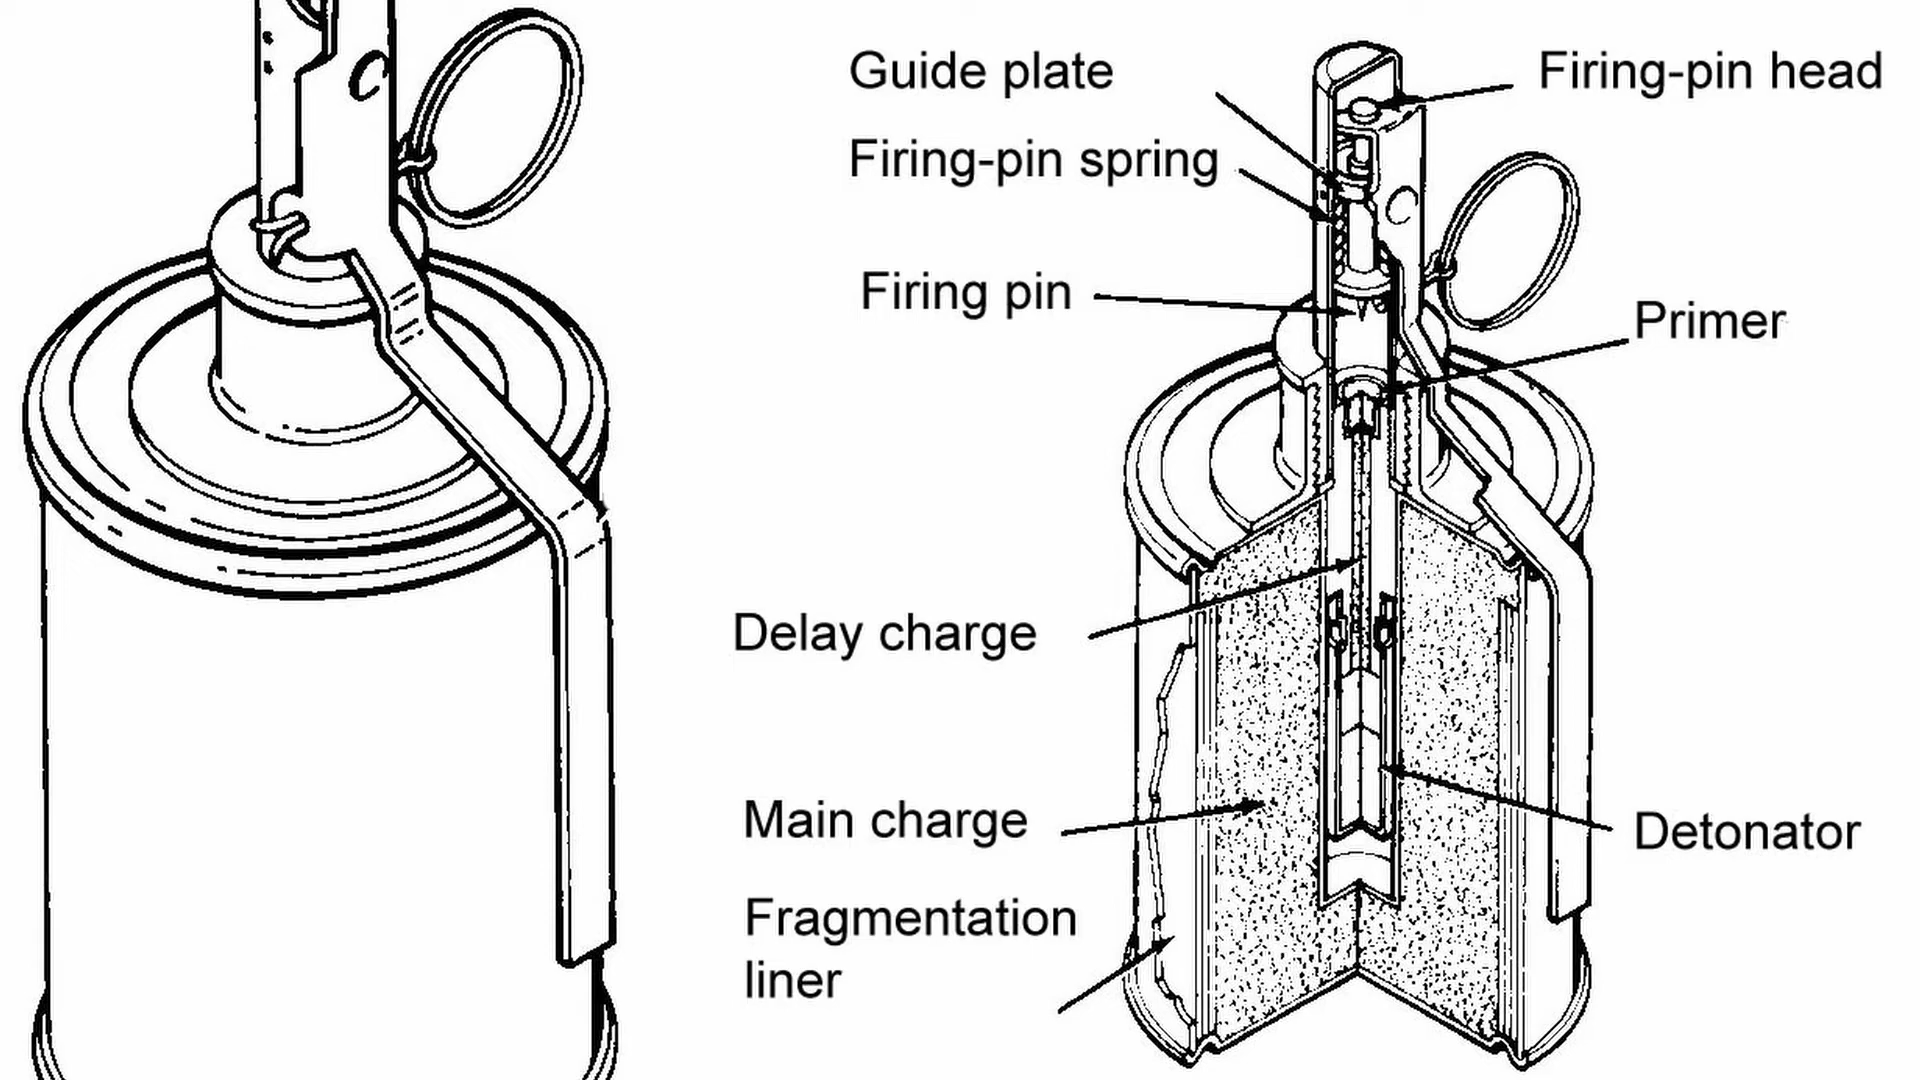 Guide plate
Firing-pin head
Firing-pin spring
Firing pin
Primer
Delay charge
Main charge
Detonator
Fragmentation
liner